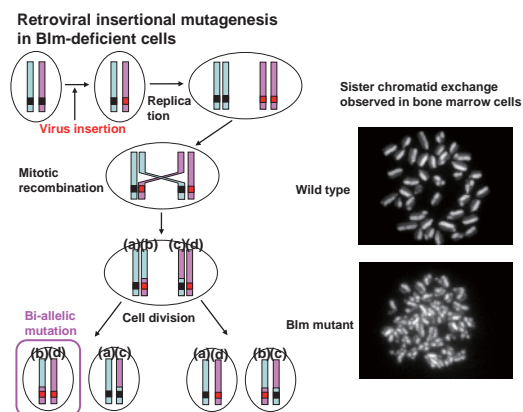 Retroviral insertional mutagenesis
in Blm-deficient cells
Replica
tion
Virus insertion
Mitotic
recombination
(a)(b) (c)(d)
Cell division
Bi-allelic
mutation
(b)(d) (a)(c) (a)(d) (b)(c)
Sister chromatid exchange
observed in bone marrow cells
Wild type
Blm mutant